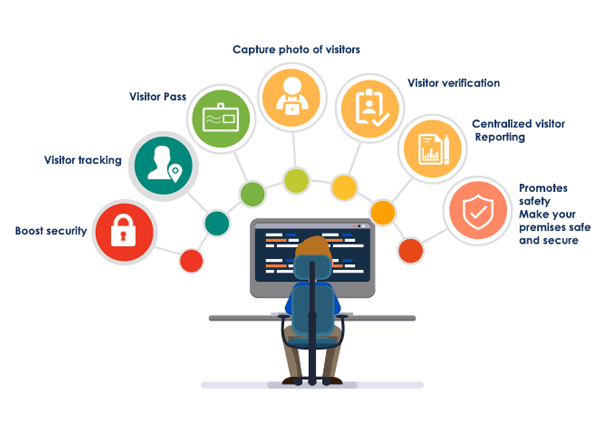 Capture photo of visitors
Visitor Pass
Visitor verification
Centralized visitor
Reporting
Visitor tracking
Promotes
safety
Make your
premises safe
and secure
Boost security